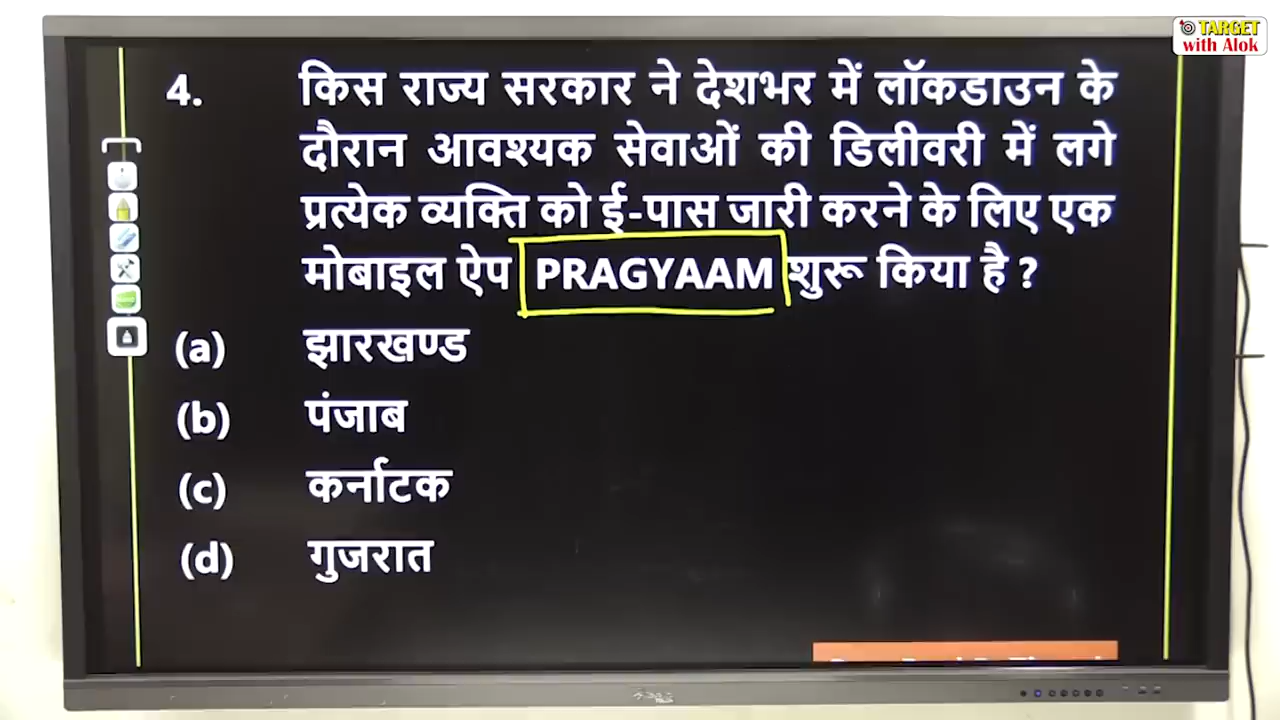 TARGET
with Alok
4. किस राज्य सरकार ने देशभर में लॉकडाउन के
दौरान आवश्यक सेवाओं की डिलीवरी में लगे
प्रत्येक व्यक्ति को ई-पास जारी करने के लिए एक
मोबाइल ऐप PRAGYAAM शुरू किया है ?
(a) झारखण्ड
(b) पंजाब
(c) कर्नाटक
(d) गुजरात